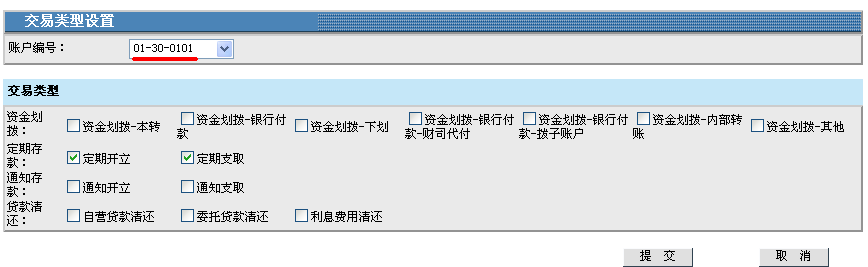 交易类型设置
账户编号： 01-30-0101
交易类型
资金划拨： 资金划拨-本转 资金划拨-银行付款 资金划拨-下划 资金划拨-银行付款-财司代付 资金划拨-银行付款-拨子账户 资金划拨-内部转账 资金划拨-其他
定期存款： 定期开立 定期支取
通知存款： 通知开立 通知支取
贷款清还： 自营贷款清还 委托贷款清还 利息费用清还
提 交 取 消